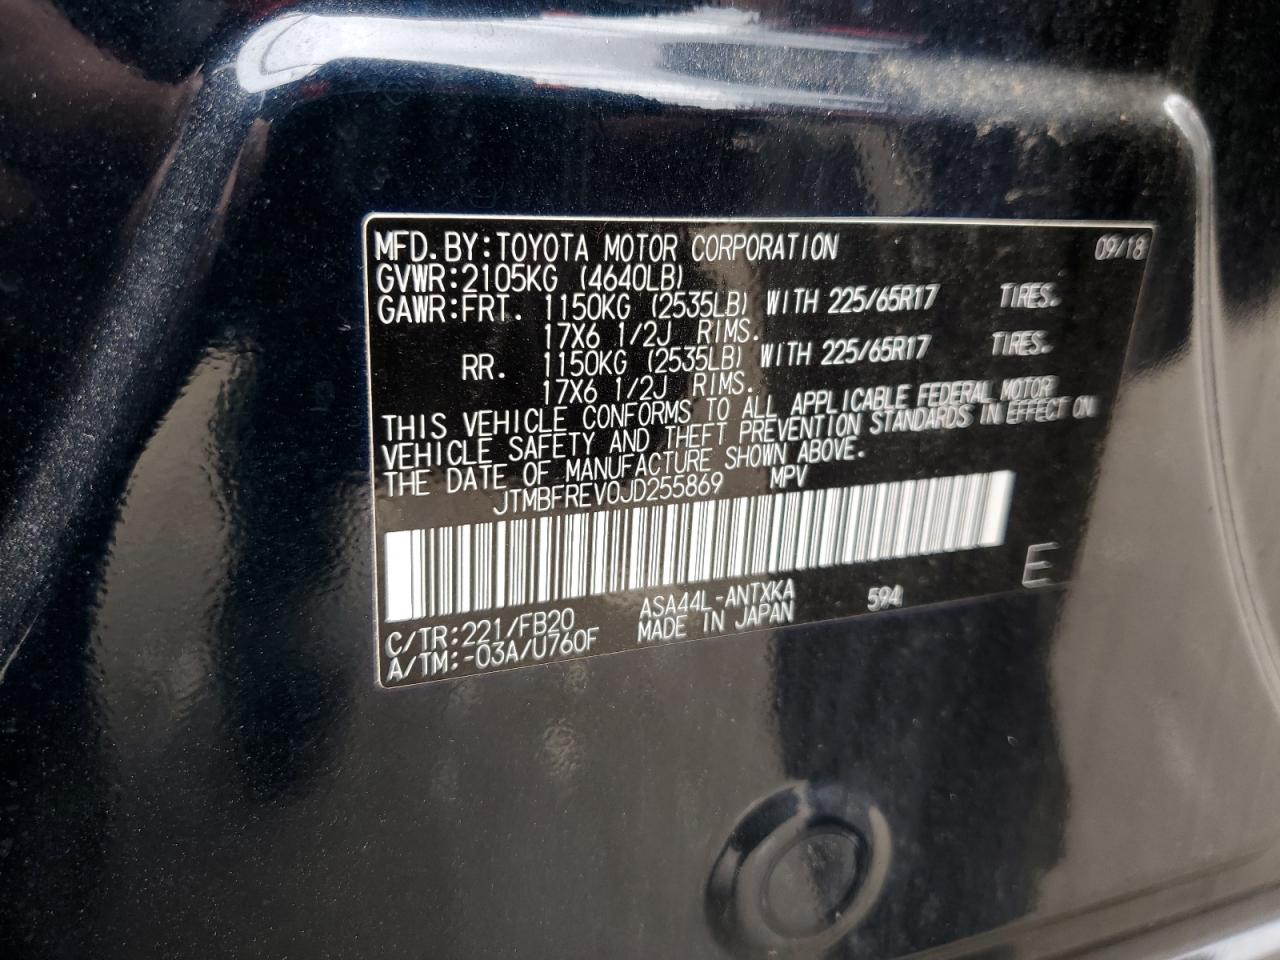 MFD. BY: TOYOTA MOTOR CORPORATION 09/18
GVWR: 2105KG (4640LB)
GAWR: FRT. 1150KG (2535LB) WITH 225/65R17 TIRES.
17X6 1/2J RIMS.
RR. 1150KG (2535LB) WITH 225/65R17 TIRES.
17X6 1/2J RIMS.
THIS VEHICLE CONFORMS TO ALL APPLICABLE FEDERAL MOTOR
VEHICLE SAFETY AND THEFT PREVENTION STANDARDS IN EFFECT ON
THE DATE OF MANUFACTURE SHOWN ABOVE.
JTMBFREV0JD255869 MPV
E
C/TR: 221/FB20 ASA44L-ANTXKA 594
A/TM: -03A/U760F MADE IN JAPAN